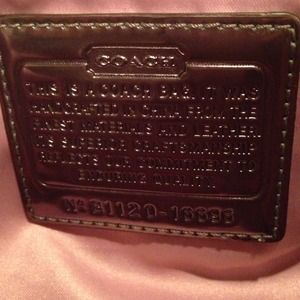 COACH
THIS IS A COACH BAG. IT WAS
HANDCRAFTED IN CHINA FROM THE
FINEST MATERIALS AND LEATHER.
ITS SUPERIOR CRAFTSMANSHIP
REFLECTS OUR COMMITMENT TO
ENDURING QUALITY.
Nº